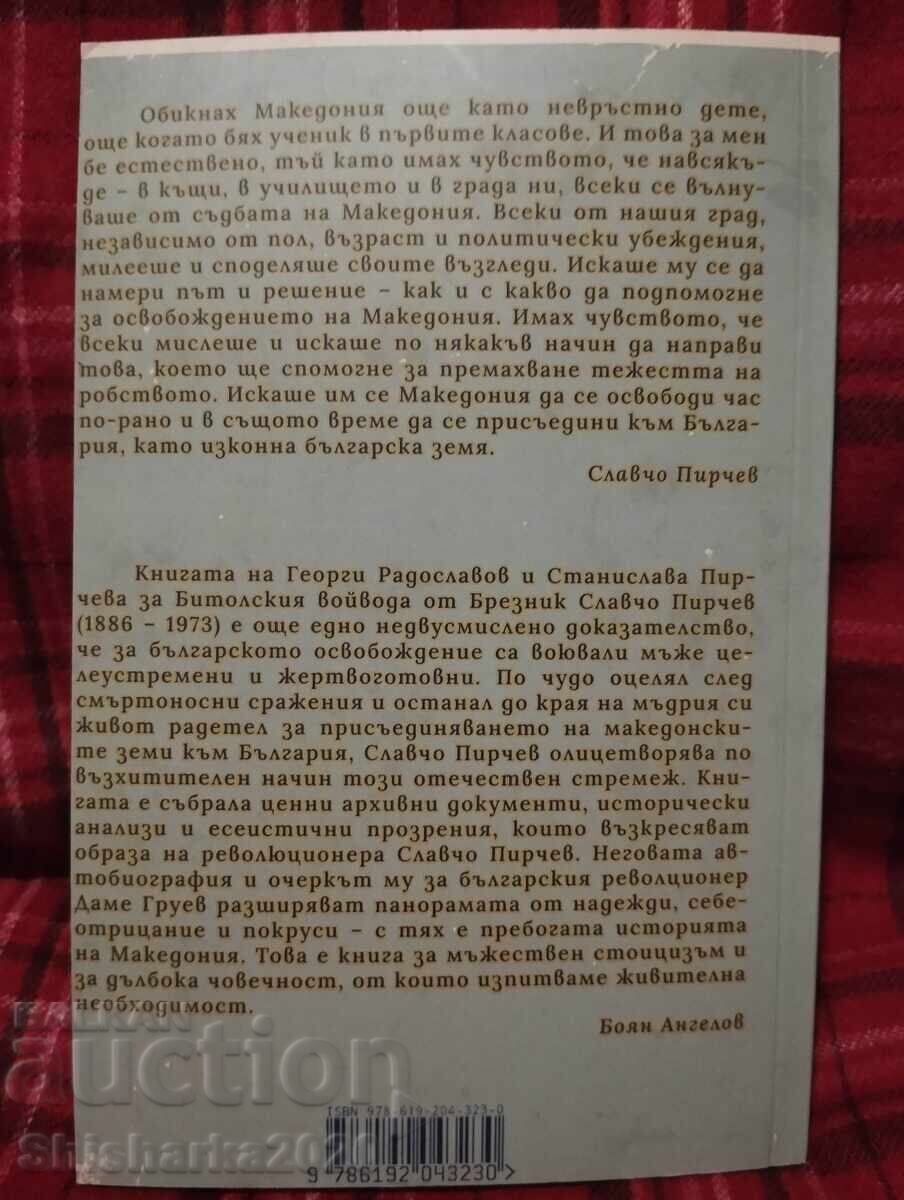 Обикнах Македония още като невръстно дете,
още когато бях ученик в първите класове. И това за мен
бе естествено, тъй като имах чувството, че навсякъ-
де – в къщи, в училището и в града ни, всеки се вълну-
ваше от съдбата на Македония. Всеки от нашия град,
независимо от пол, възраст и политически убеждения,
милееше и споделяше своите възгледи. Искаше му се да
намери път и решение – как и с какво да подпомогне
за освобождението на Македония. Имах чувството, че
всеки мислеше и искаше по някакъв начин да направи
това, което ще спомогне за премахване тежестта на
робството. Искаше им се Македония да се освободи час
по-рано и в същото време да се присъедини към Бълга-
рия, като изконна българска земя.
Славчо Пирчев
Книгата на Георги Радославов и Станислава Пир-
чева за Битолския войвода от Брезник Славчо Пирчев
(1886 – 1973) е още едно недвусмислено доказателство,
че за българското освобождение са воювали мъже це-
леустремени и жертвоготовни. По чудо оцелял след
смъртоносни сражения и останал до края на мъдрия си
живот радетел за присъединяването на македонски-
те земи към България, Славчо Пирчев олицетворява по
възхитителен начин този отечествен стремеж. Кни-
гата е събрала ценни архивни документи, исторически
анализи и есеистични прозрения, които възкресяват
образа на революционера Славчо Пирчев. Неговата ав-
тобиография и очеркът му за българския револционер
Даме Груев разширяват панорамата от надежди, себе-
отрицание и покруси – с тях е пребогата историята
на Македония. Това е книга за мъжествен стоицизъм и
за дълбока човечност, от които изпитваме живителна
необходимост.
Боян Ангелов
BALKAN
auction
ISBN 978-619-204-323-0
Shisharka2020
9 786192 043230>